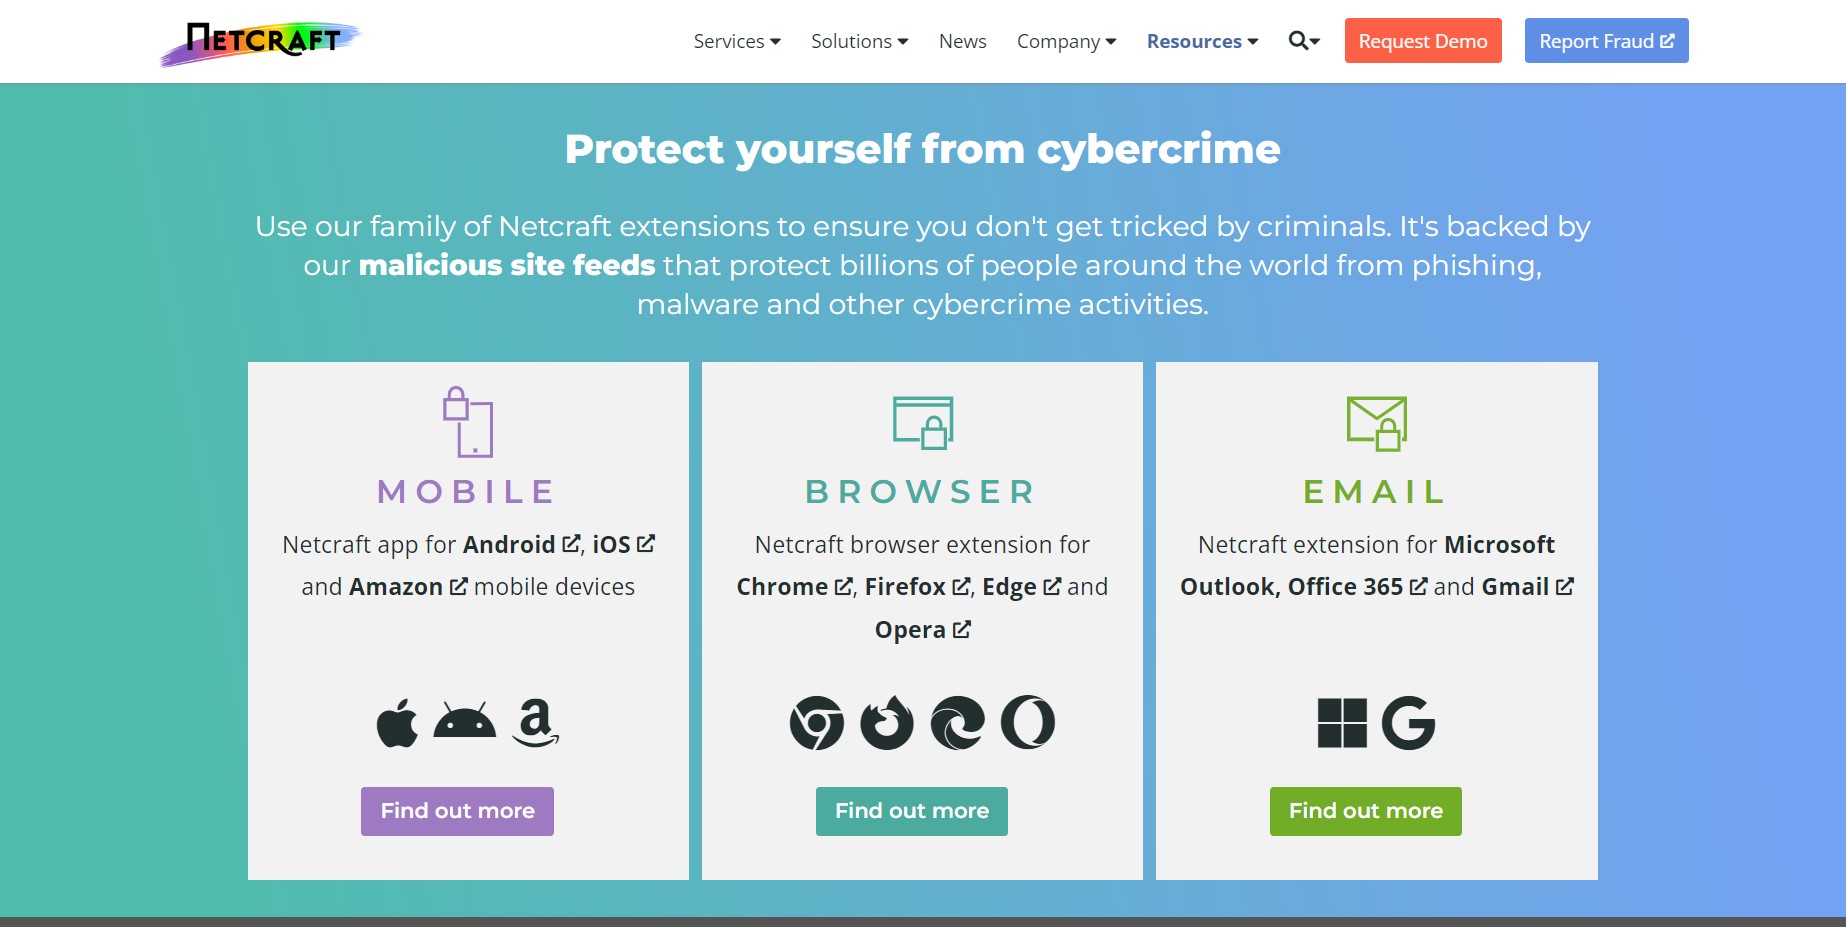 NETCRAFT
Services
Solutions
News
Company
Resources
Request Demo
Report Fraud
Protect yourself from cybercrime
Use our family of Netcraft extensions to ensure you don't get tricked by criminals. It's backed by
our malicious site feeds that protect billions of people around the world from phishing,
malware and other cybercrime activities.
MOBILE
Netcraft app for Android, iOS
and Amazon mobile devices
Find out more
BROWSER
Netcraft browser extension for
Chrome, Firefox, Edge and
Opera
Find out more
EMAIL
Netcraft extension for Microsoft
Outlook, Office 365 and Gmail
Find out more